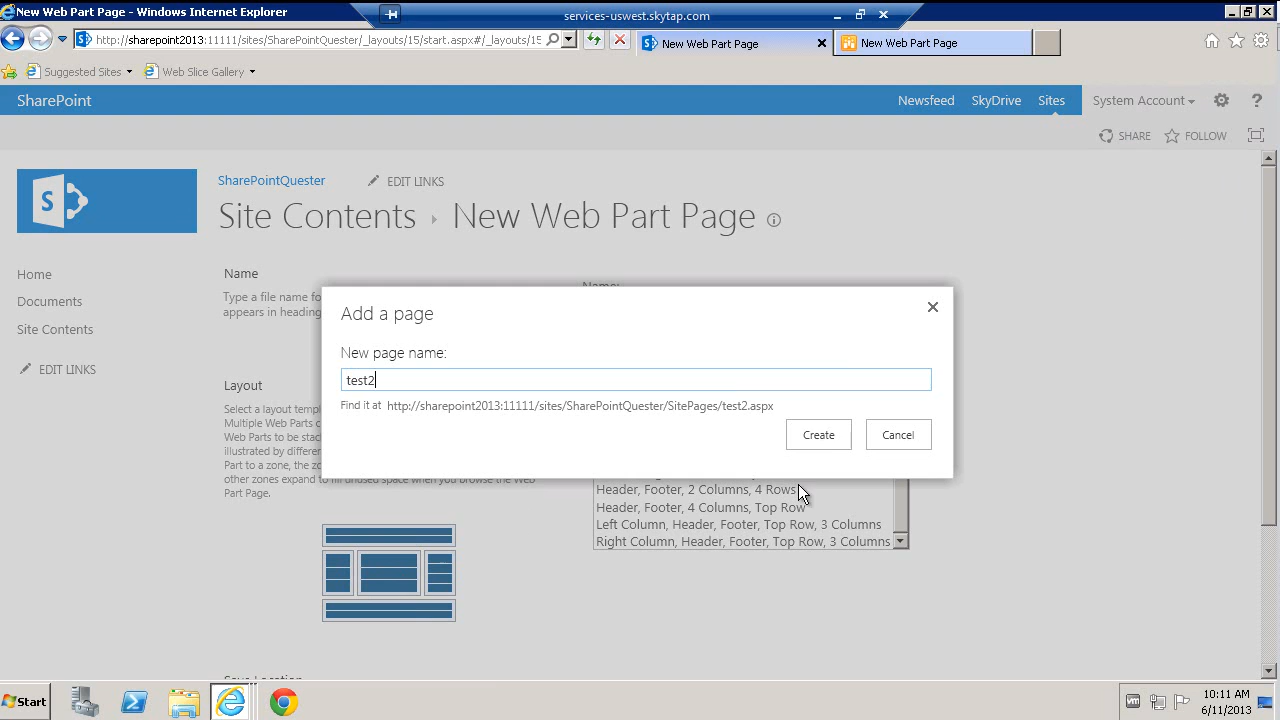 New Web Part Page - Windows Internet Explorer
services-uswest.skytap.com
http://sharepoint2013:11111/sites/SharePointQuester/_layouts/15/start.aspx#/_layouts/15
New Web Part Page
New Web Part Page
Suggested Sites
Web Slice Gallery
SharePoint
Newsfeed
SkyDrive
Sites
System Account
?
SHARE
FOLLOW
S
SharePointQuester
EDIT LINKS
Site Contents
New Web Part Page
Home
Documents
Site Contents
EDIT LINKS
Name
Type a file name fo
appears in heading
Name:
Add a page
New page name:
test2
Find it at http://sharepoint2013:11111/sites/SharePointQuester/SitePages/test2.aspx
Create
Cancel
Layout
Select a layout temp
Multiple Web Parts c
Web Parts to be stac
illustrated by differe
Part to a zone, the zo
other zones expand to fill unused space when you browse the Web
Part Page.
Header, Footer, 2 Columns, 4 Rows
Header, Footer, 4 Columns, Top Row
Left Column, Header, Footer, Top Row, 3 Columns
Right Column, Header, Footer, Top Row, 3 Columns
Save Location
Start
10:11 AM
6/11/2013